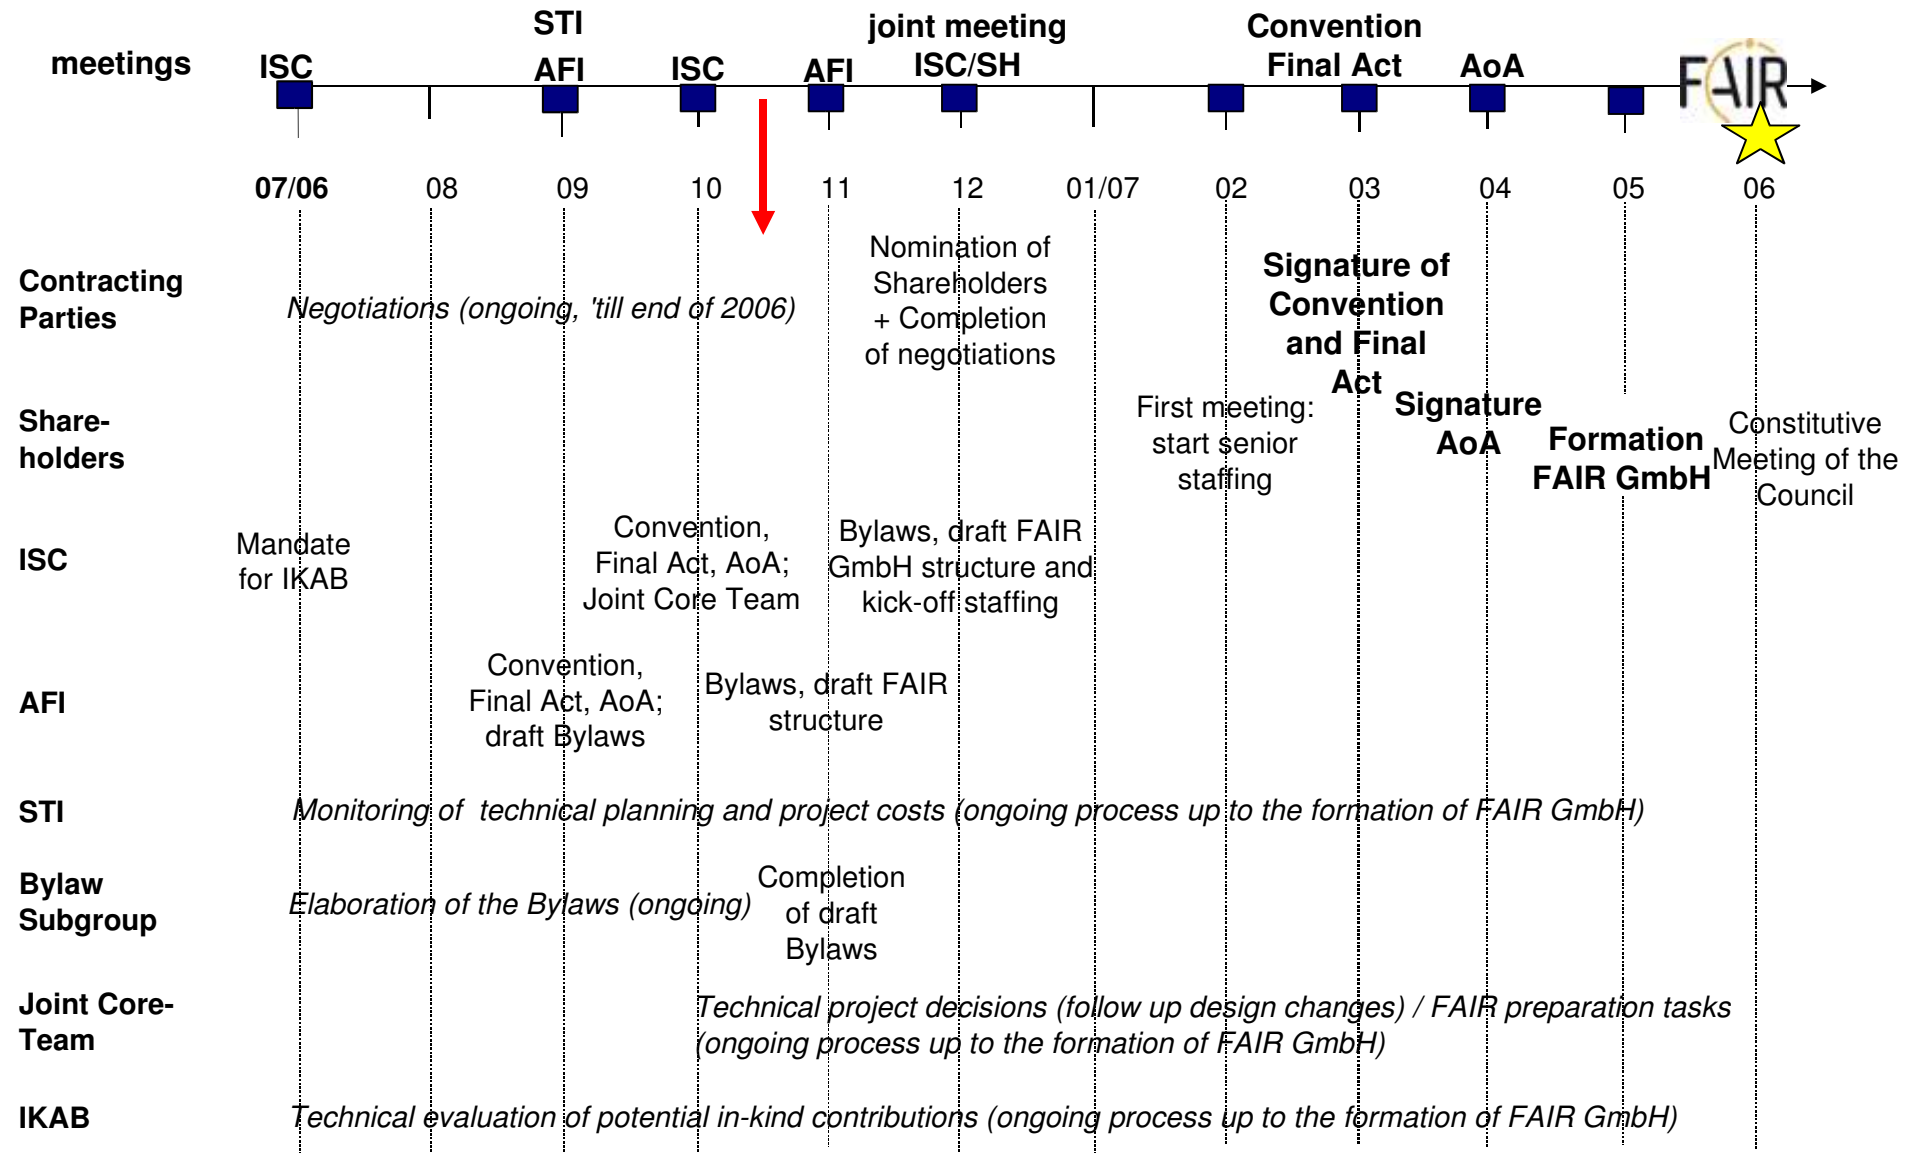 STI
joint meeting
Convention
meetings
ISC
AFI
ISC
AFI
ISC/SH
Final Act
AoA
FAIR
07/06
08
09
10
11
12
01/07
02
03
04
05
06
Contracting
Parties
Negotiations (ongoing, 'till end of 2006)
Nomination of
Shareholders
+ Completion
of negotiations
Signature of
Convention
and Final
Act
Share-
holders
First meeting:
start senior
staffing
Signature
AoA
Formation
FAIR GmbH
Constitutive
Meeting of the
Council
ISC
Mandate
for IKAB
Convention,
Final Act, AoA;
Joint Core Team
Bylaws, draft FAIR
GmbH structure and
kick-off staffing
AFI
Convention,
Final Act, AoA;
draft Bylaws
Bylaws, draft FAIR
structure
STI
Monitoring of technical planning and project costs (ongoing process up to the formation of FAIR GmbH)
Bylaw
Subgroup
Elaboration of the Bylaws (ongoing)
Completion
of draft
Bylaws
Joint Core-
Team
Technical project decisions (follow up design changes) / FAIR preparation tasks
(ongoing process up to the formation of FAIR GmbH)
IKAB
Technical evaluation of potential in-kind contributions (ongoing process up to the formation of FAIR GmbH)